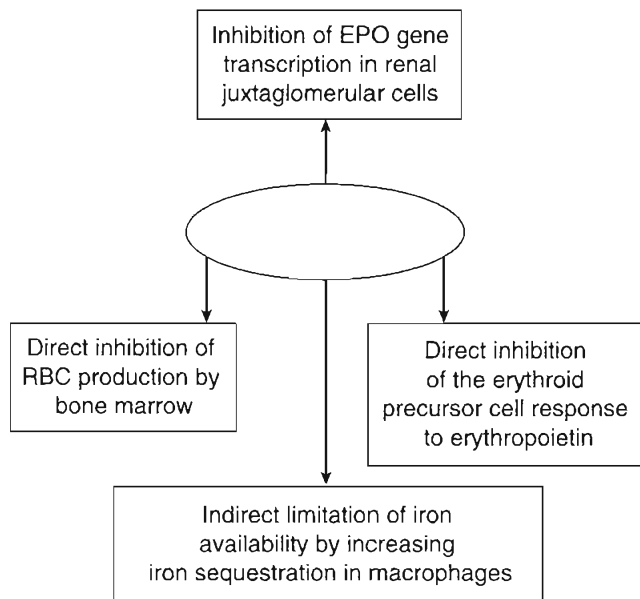 Inhibition of EPO gene
transcription in renal
juxtaglomerular cells
Direct inhibition of
RBC production by
bone marrow
Direct inhibition
of the erythroid
precursor cell response
to erythropoietin
Indirect limitation of iron
availability by increasing
iron sequestration in macrophages